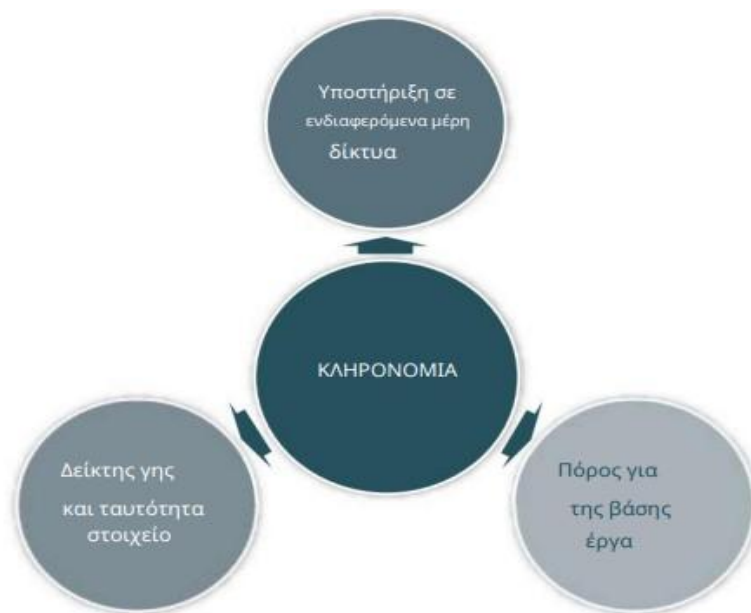 Υποστήριξη σε
ενδιαφερόμενα μέρη
δίκτυα
ΚΛΗΡΟΝΟΜΙΑ
Δείκτης γης
και ταυτότητα
στοιχείο
Πόρος για
της βάσης
έργα